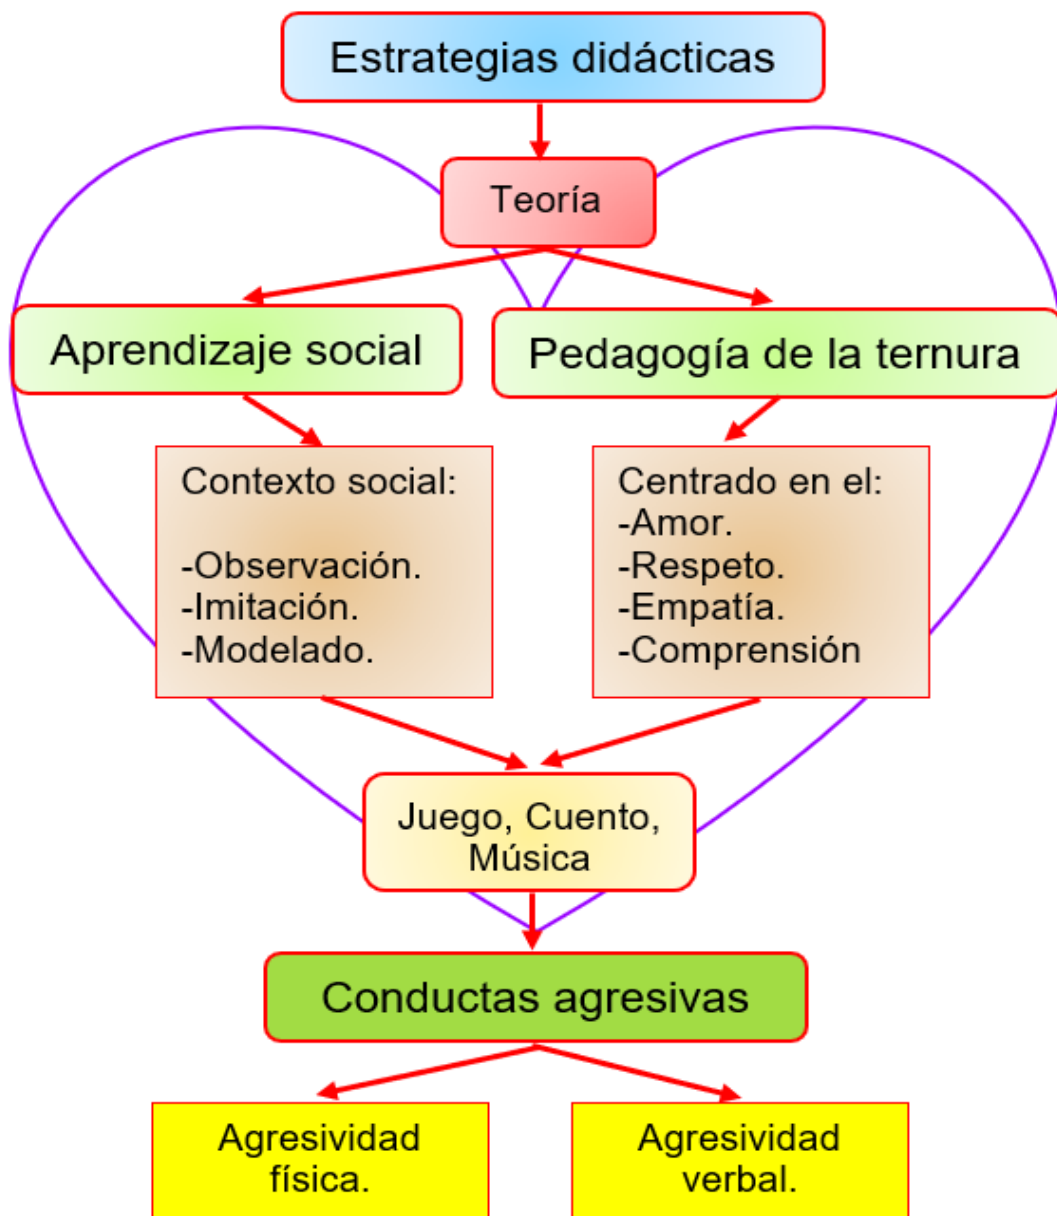 Estrategias didácticas
Teoría
Aprendizaje social
Pedagogía de la ternura
Contexto social:
-Observación.
-Imitación.
-Modelado.
Centrado en el:
-Amor.
-Respeto.
-Empatía.
-Comprensión
Juego, Cuento,
Música
Conductas agresivas
Agresividad
física.
Agresividad
verbal.